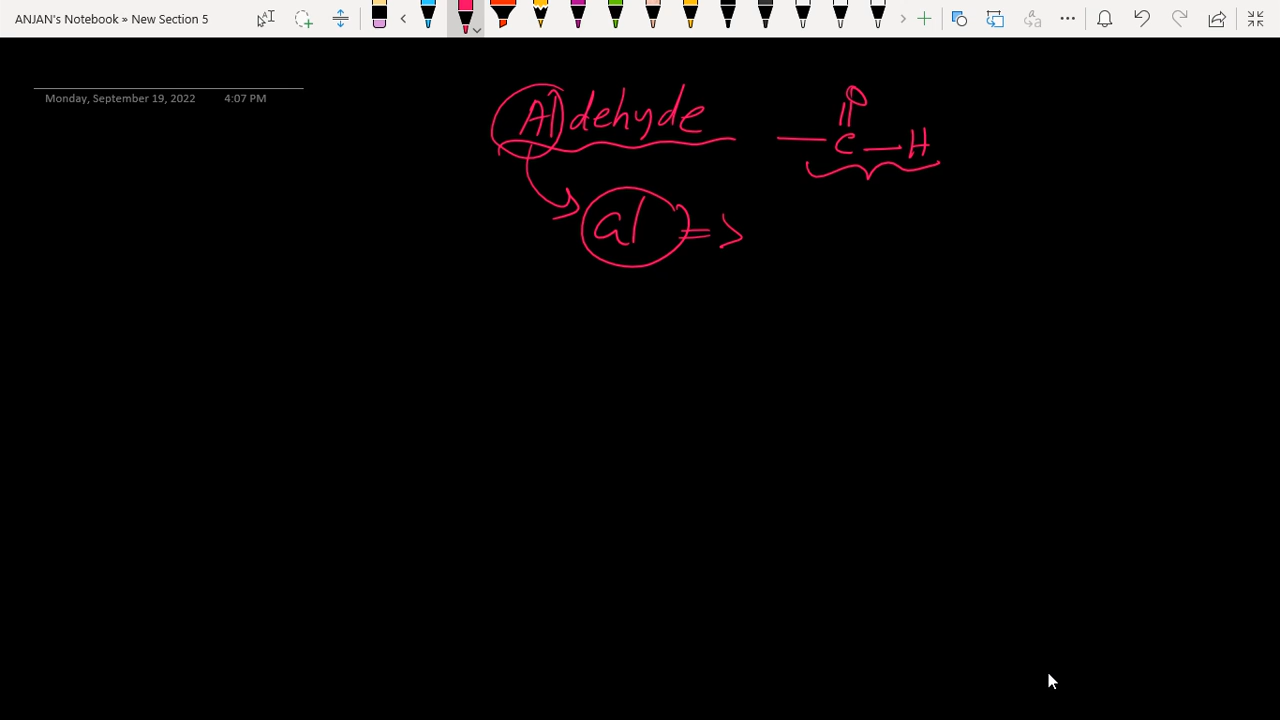 ANJAN's Notebook » New Section 5
Monday, September 19, 2022 4:07 PM
Aldehyde
O
— C — H
al =>